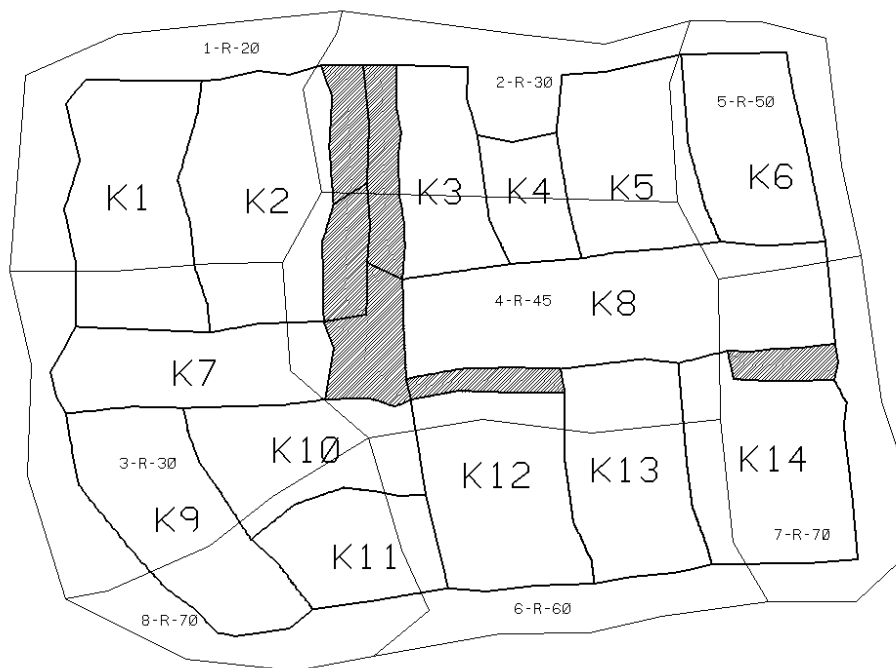 1-R-20
2-R-30
5-R-50
K1
K2
K3
K4
K5
K6
4-R-45
K8
K7
3-R-30
K9
K10
K11
K12
K13
K14
7-R-70
8-R-70
6-R-60